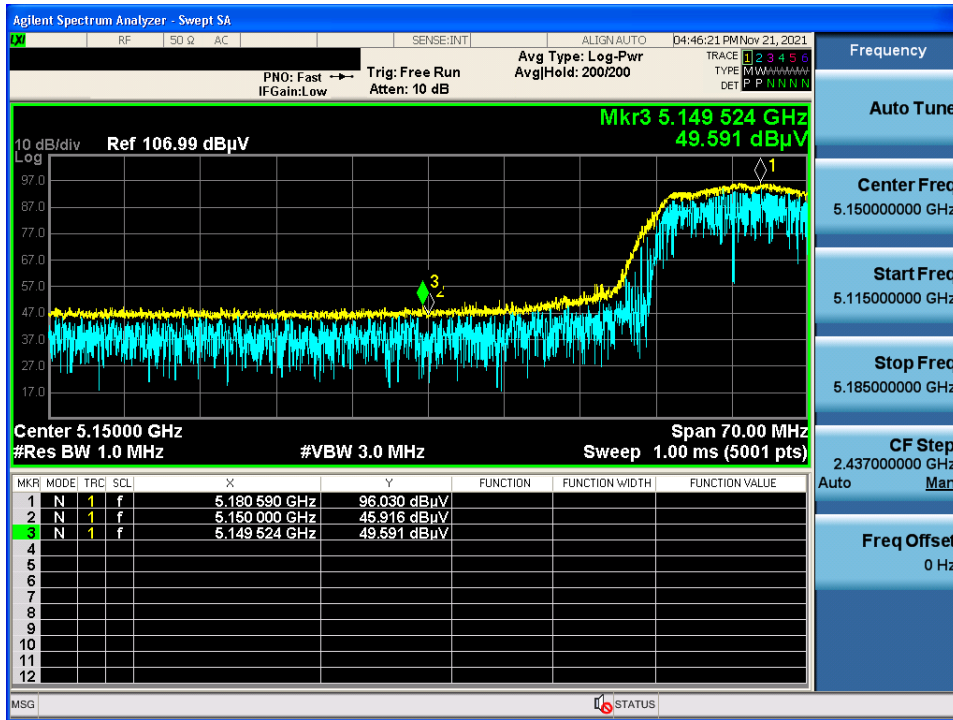 Agilent Spectrum Analyzer - Swept SA
LXI RF 50 Ω AC SENSE:INT ALIGN AUTO 04:46:21 PM Nov 21, 2021
Frequency
PNO: Fast Trig: Free Run Avg Type: Log-Pwr TRACE 1 2 3 4 5 6
IFGain:Low Atten: 10 dB Avg|Hold: 200/200 TYPE M
DET P P N N N N
Auto Tune
Mkr3 5.149 524 GHz
10 dB/div Ref 106.99 dBµV 49.591 dBµV
Log
97.0
87.0
77.0
67.0
57.0
47.0
37.0
27.0
17.0
1
3
2
Center 5.15000 GHz Span 70.00 MHz
#Res BW 1.0 MHz #VBW 3.0 MHz Sweep 1.00 ms (5001 pts)
Center Freq
5.150000000 GHz
Start Freq
5.115000000 GHz
Stop Freq
5.185000000 GHz
CF Step
2.437000000 GHz
Auto Man
Freq Offset
0 Hz
MKR MODE TRC SCL X Y FUNCTION FUNCTION WIDTH FUNCTION VALUE
1 N 1 f 5.180 590 GHz 96.030 dBµV
2 N 1 f 5.150 000 GHz 45.916 dBµV
3 N 1 f 5.149 524 GHz 49.591 dBµV
4
5
6
7
8
9
10
11
12
MSG STATUS